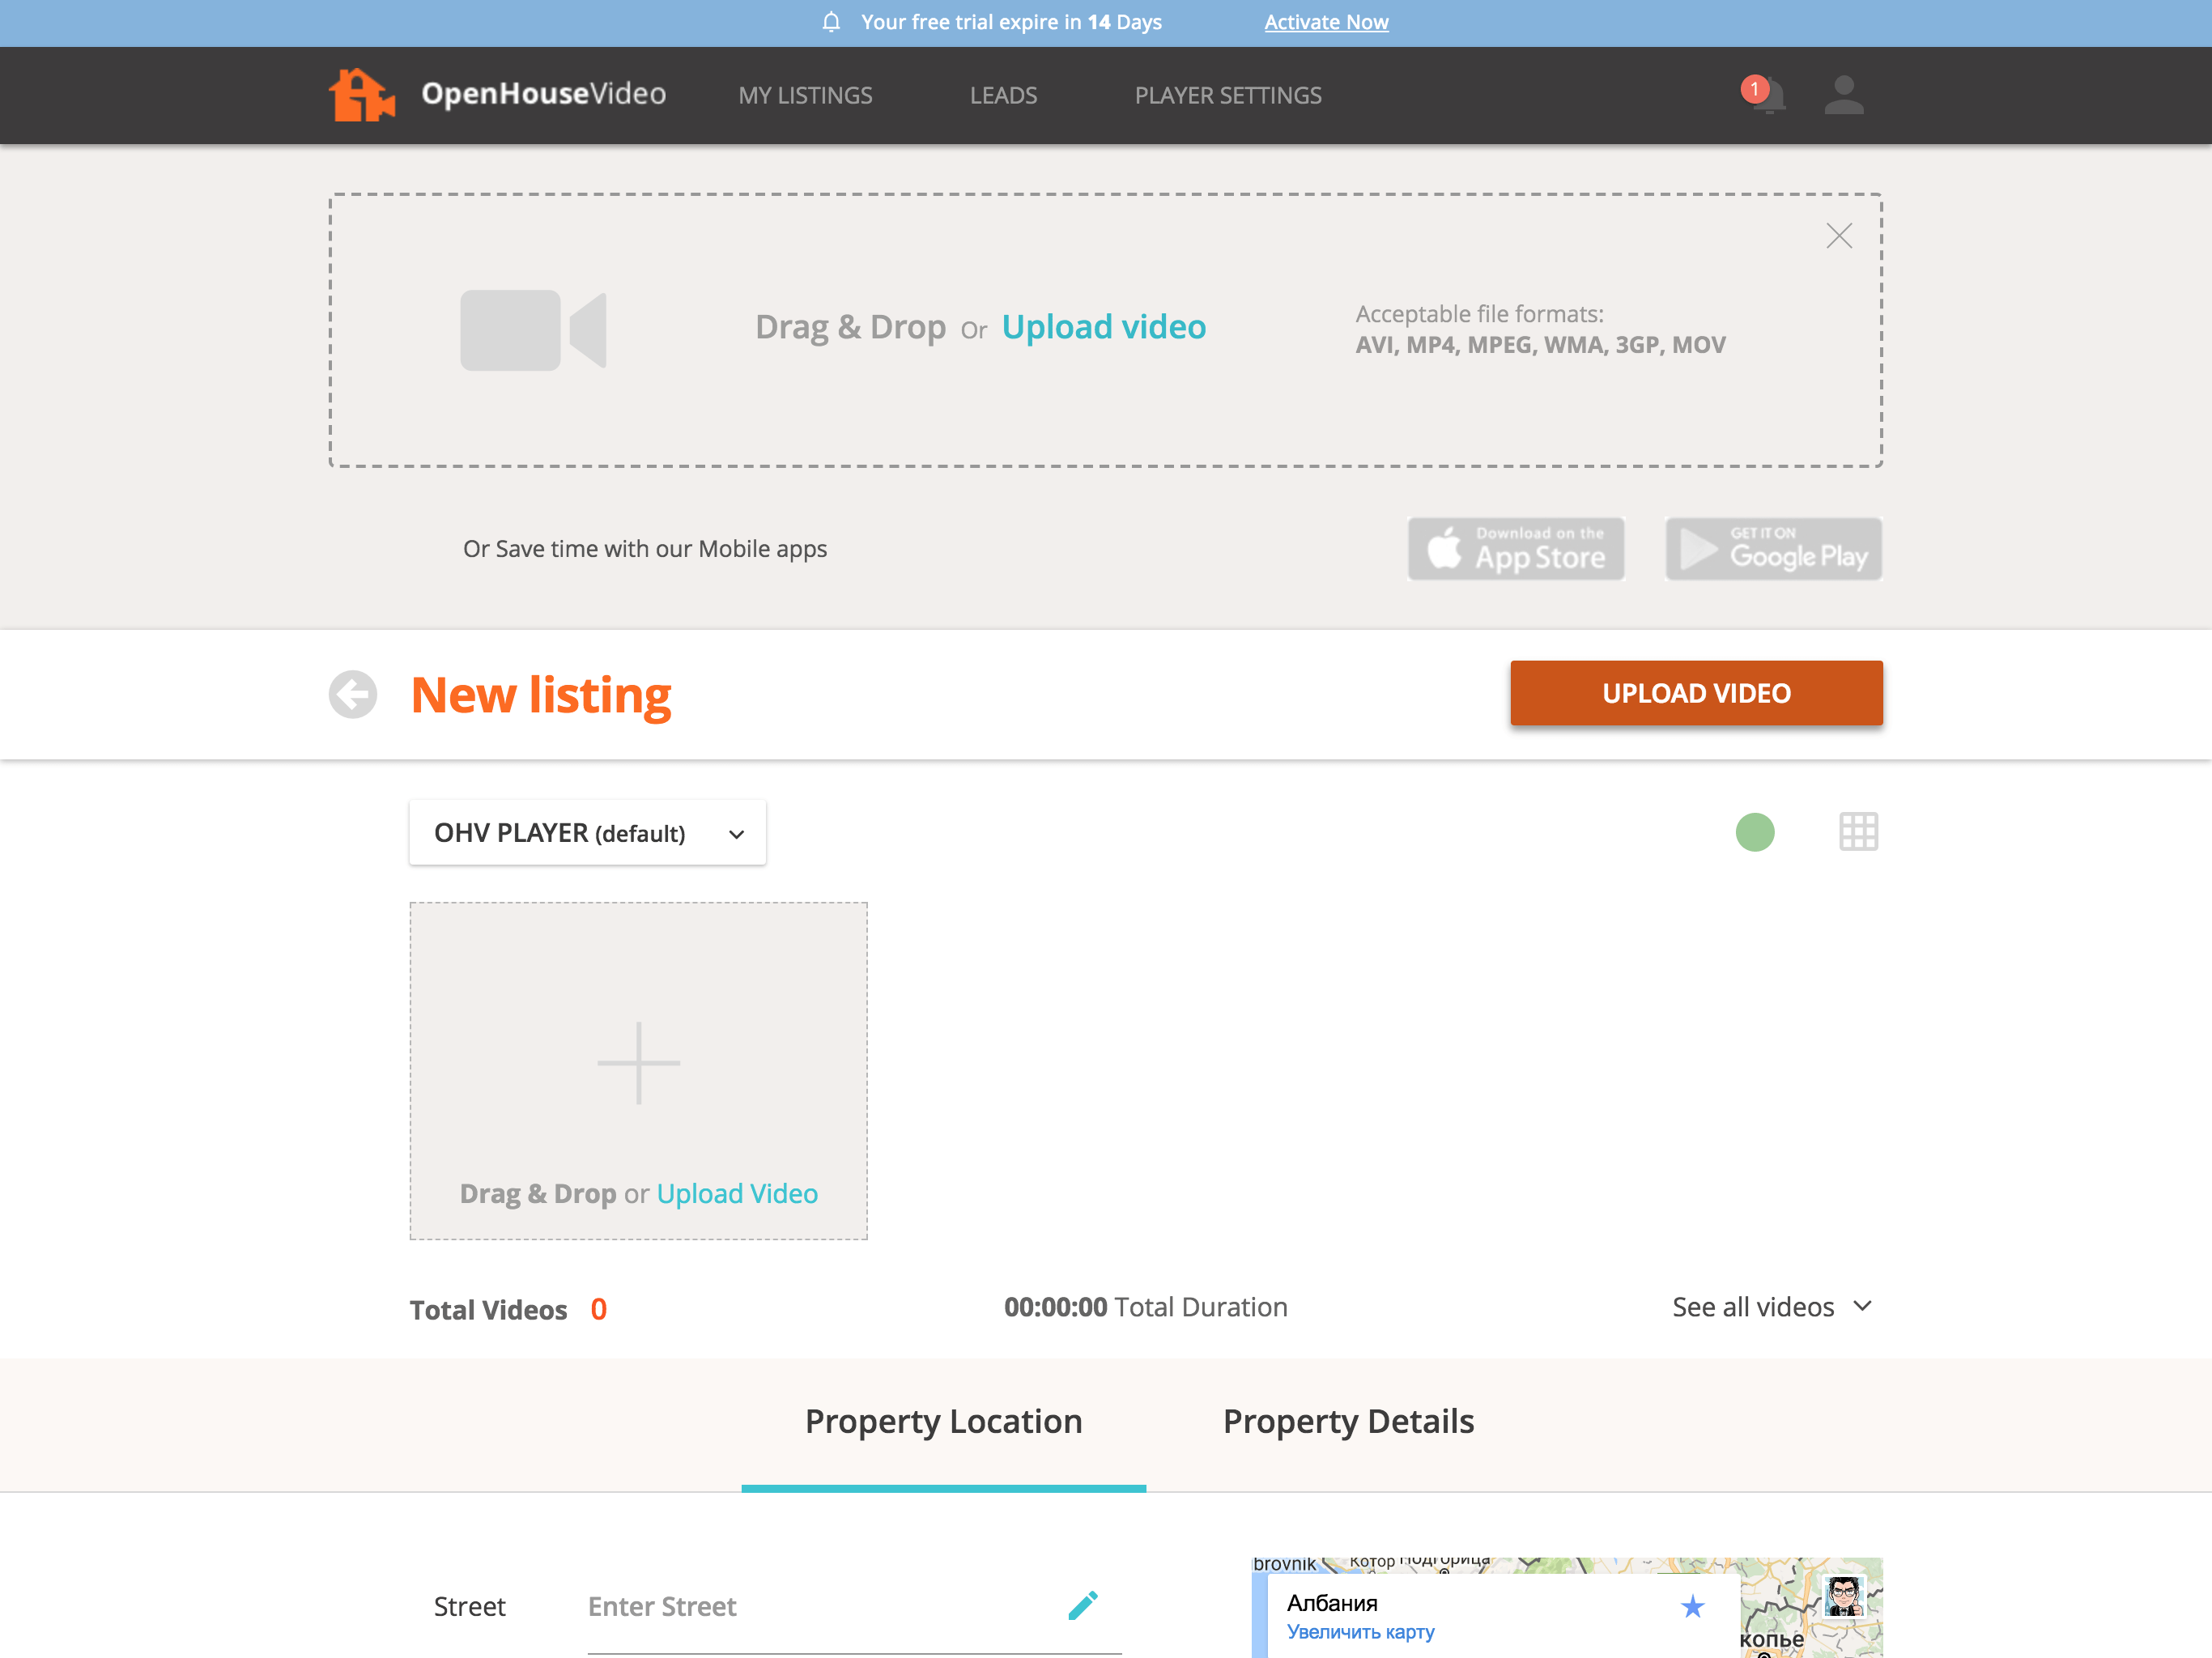 Your free trial expire in 14 Days
Activate Now
OpenHouseVideo
MY LISTINGS
LEADS
PLAYER SETTINGS
1
Drag & Drop Or Upload video
Acceptable file formats:
AVI, MP4, MPEG, WMA, 3GP, MOV
Or Save time with our Mobile apps
Download on the
App Store
GET IT ON
Google Play
New listing
UPLOAD VIDEO
OHV PLAYER (default)
Drag & Drop or Upload Video
Total Videos 0
00:00:00 Total Duration
See all videos
Property Location
Property Details
Street
Enter Street
brovnik
Котор
Подгорица
Албания
Увеличить карту
копье